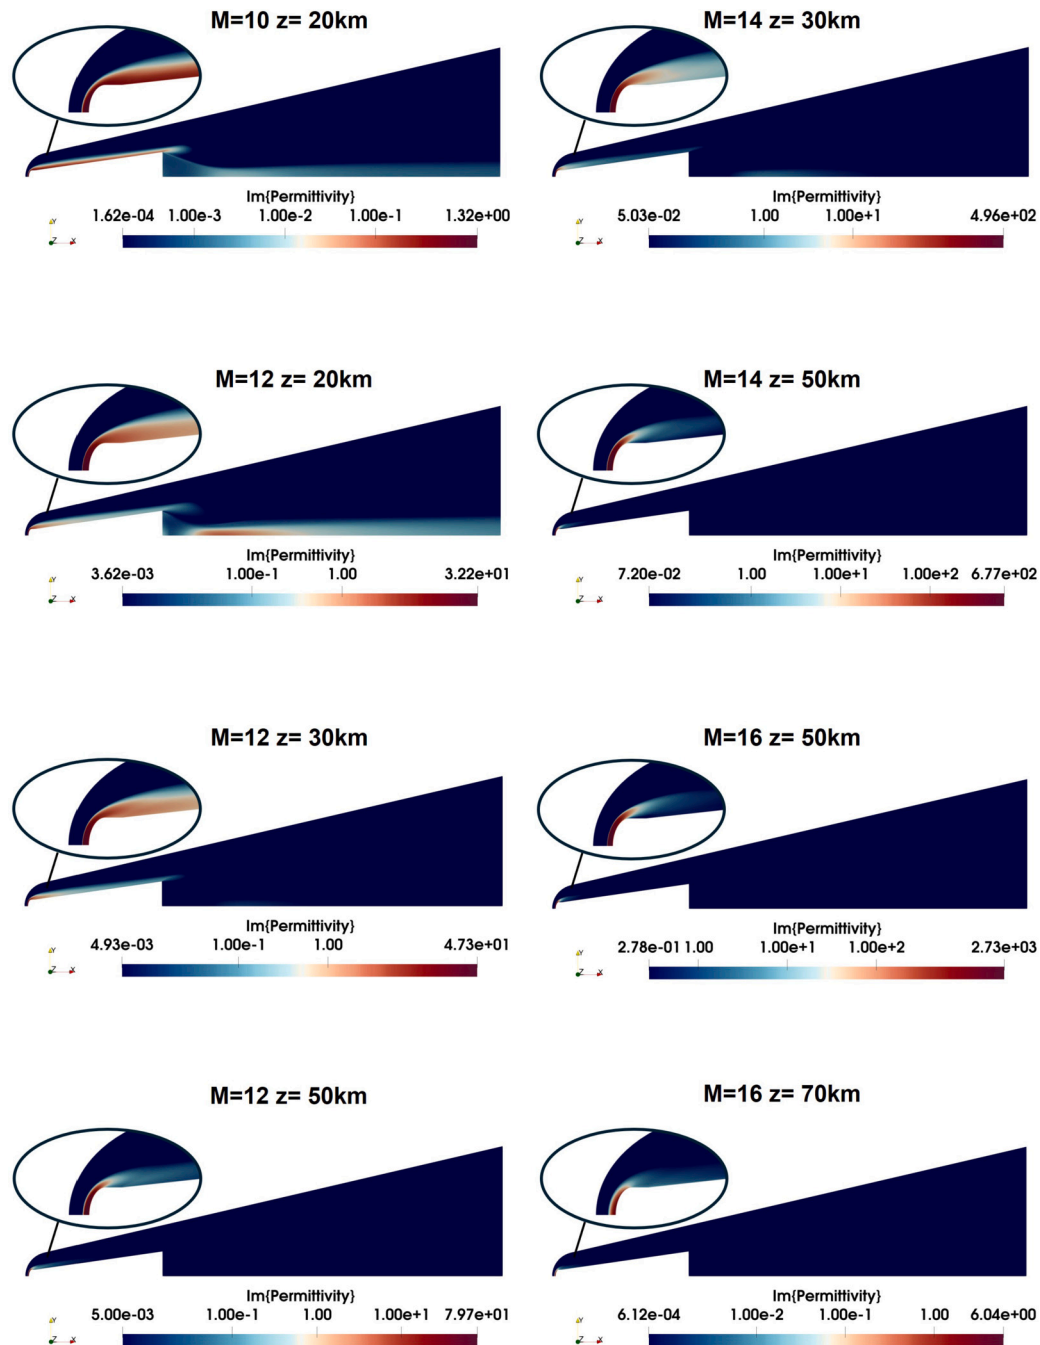 M=10 z= 20km
Im{Permittivity}
1.62e-04 1.00e-3 1.00e-2 1.00e-1 1.32e+00
Y
Z X
M=14 z= 30km
Im{Permittivity}
5.03e-02 1.00 1.00e+1 4.96e+02
Y
Z X
M=12 z= 20km
Im{Permittivity}
3.62e-03 1.00e-1 1.00 3.22e+01
Y
Z X
M=14 z= 50km
Im{Permittivity}
7.20e-02 1.00 1.00e+1 1.00e+2 6.77e+02
Y
Z X
M=12 z= 30km
Im{Permittivity}
4.93e-03 1.00e-1 1.00 4.73e+01
Y
Z X
M=16 z= 50km
Im{Permittivity}
2.78e-01 1.00 1.00e+1 1.00e+2 2.73e+03
Y
Z X
M=12 z= 50km
Im{Permittivity}
5.00e-03 1.00e-1 1.00 1.00e+1 7.97e+01
Y
Z X
M=16 z= 70km
Im{Permittivity}
6.12e-04 1.00e-2 1.00e-1 1.00 6.04e+00
Y
Z X